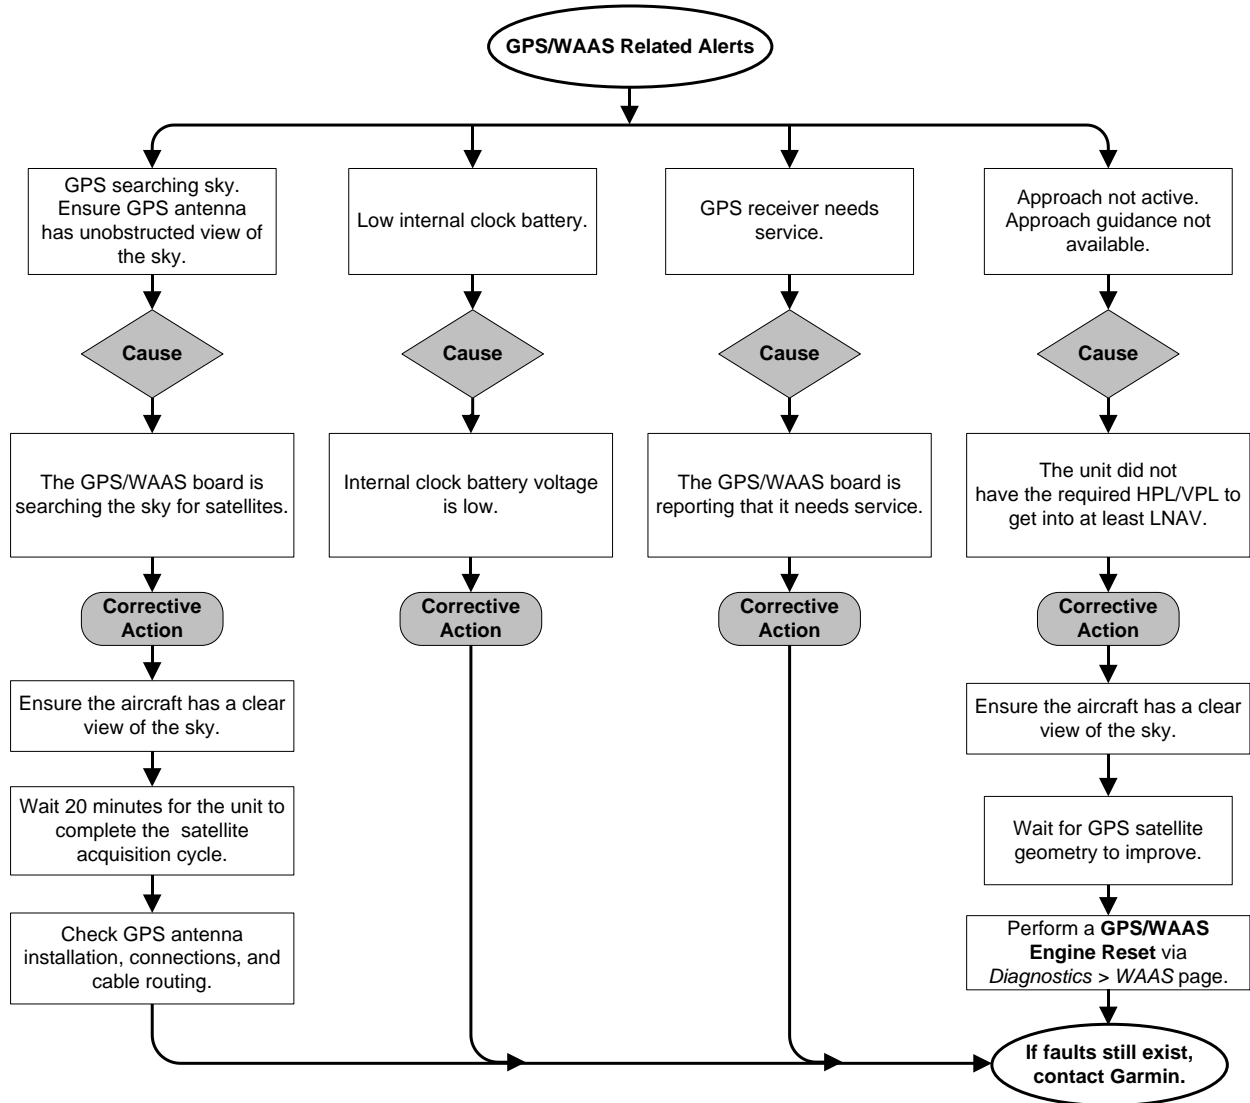 GPS/WAAS Related Alerts
GPS searching sky.
Ensure GPS antenna
has unobstructed view of
the sky.
Low internal clock battery.
GPS receiver needs
service.
Approach not active.
Approach guidance not
available.
Cause
Cause
Cause
Cause
The GPS/WAAS board is
searching the sky for satellites.
Internal clock battery voltage
is low.
The GPS/WAAS board is
reporting that it needs service.
The unit did not
have the required HPL/VPL to
get into at least LNAV.
Corrective
Action
Corrective
Action
Corrective
Action
Corrective
Action
Ensure the aircraft has a clear
view of the sky.
Wait 20 minutes for the unit to
complete the  satellite
acquisition cycle.
Check GPS antenna
installation, connections, and
cable routing.
Ensure the aircraft has a clear
view of the sky.
Wait for GPS satellite
geometry to improve.
Perform a GPS/WAAS
Engine Reset via
Diagnostics > WAAS page.
If faults still exist,
contact Garmin.